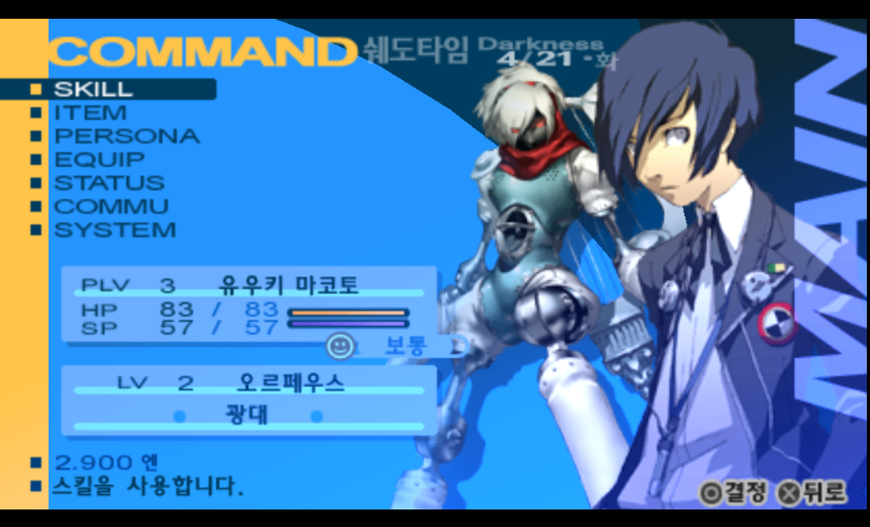 COMMAND 쉐도타임 Darkness
4/21 •화
SKILL
ITEM
PERSONA
EQUIP
STATUS
COMMU
SYSTEM
PLV 3 유우키 마코토
HP 83 / 83
SP 57 / 57
보통
LV 2 오르페우스
광대
2.900 엔
스킬을 사용합니다.
MAIN
결정 뒤로